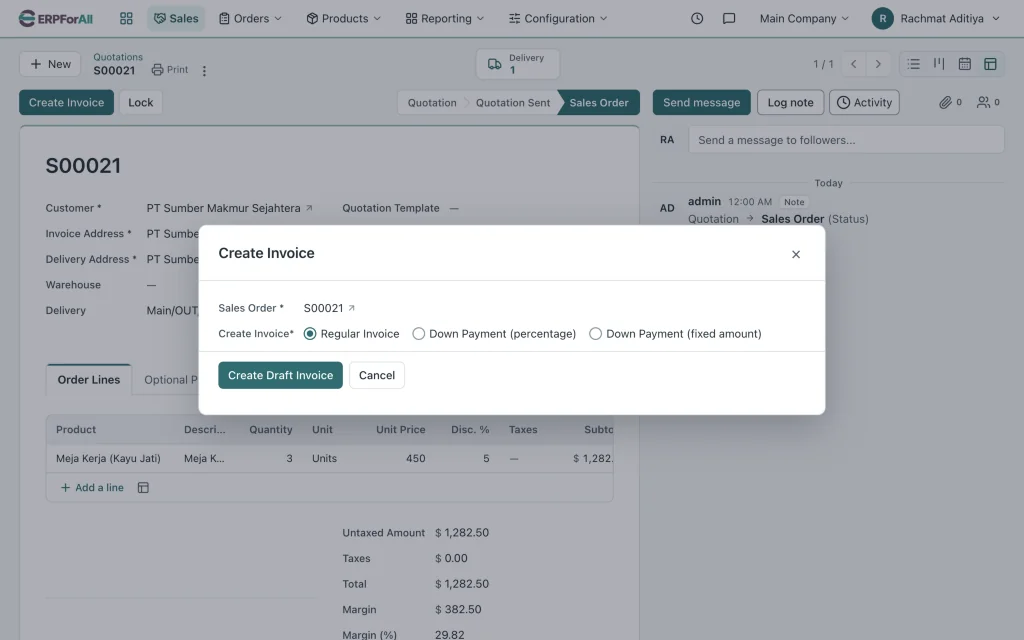 ERPForAll Sales Orders Products Reporting Configuration Main Company R Rachmat Aditiya
New Quotations S00021 Print Delivery 1 1 / 1
Create Invoice Lock Quotation Quotation Sent Sales Order Send message Log note Activity 0 0
RA Send a message to followers...
S00021
Today
Customer * PT Sumber Makmur Sejahtera Quotation Template —
AD admin 12:00 AM Note
Quotation → Sales Order (Status)
Invoice Address * PT Sumbe
Delivery Address * PT Sumbe
Warehouse —
Delivery Main/OUT/
Create Invoice
Sales Order * S00021
Create Invoice* Regular Invoice Down Payment (percentage) Down Payment (fixed amount)
Create Draft Invoice Cancel
Order Lines Optional P
Product Descri... Quantity Unit Unit Price Disc. % Taxes Subto
Meja Kerja (Kayu Jati) Meja K... 3 Units 450 5 — $ 1,282.
Add a line
Untaxed Amount $ 1,282.50
Taxes $ 0.00
Total $ 1,282.50
Margin $ 382.50
Margin (%) 29.82